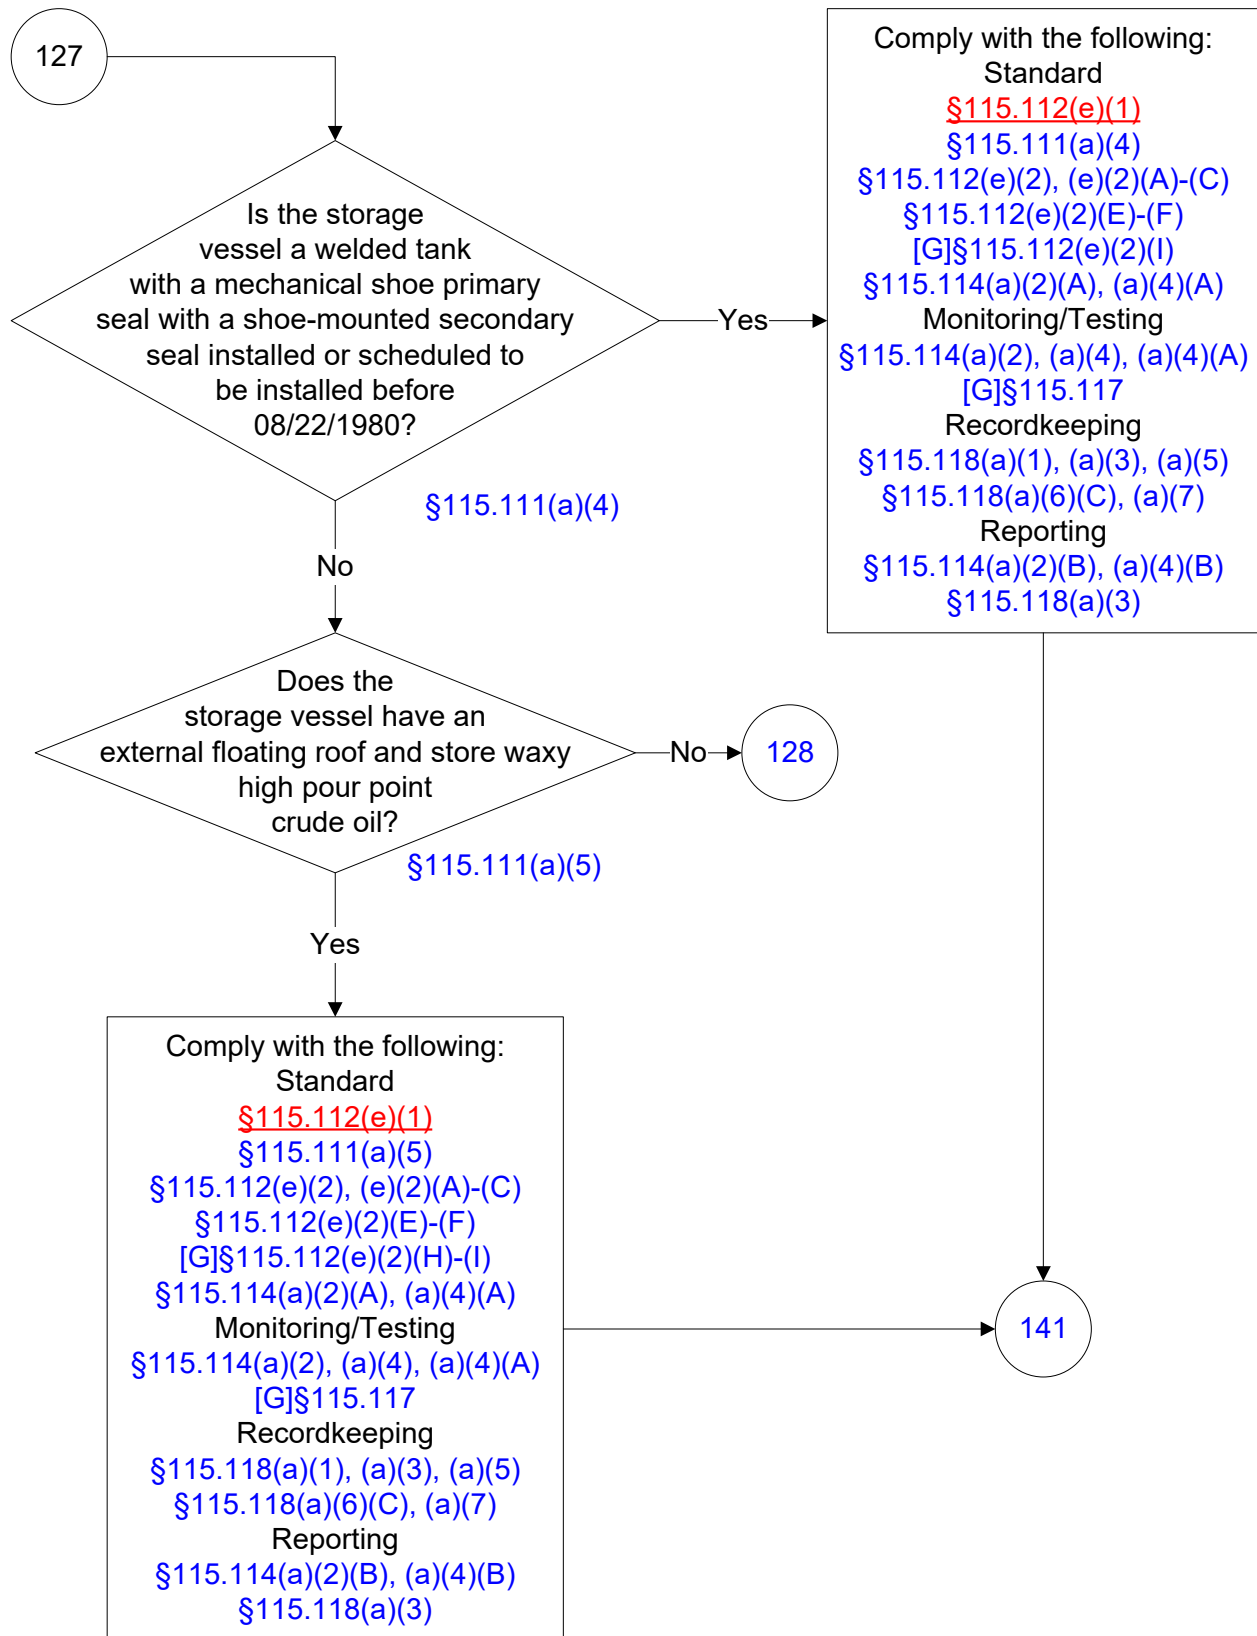 127
Is the storage
vessel a welded tank
with a mechanical shoe primary
seal with a shoe-mounted secondary
seal installed or scheduled to
be installed before
08/22/1980?
§115.111(a)(4)
Yes
Comply with the following:
Standard
§115.112(e)(1)
§115.111(a)(4)
§115.112(e)(2), (e)(2)(A)-(C)
§115.112(e)(2)(E)-(F)
[G]§115.112(e)(2)(I)
§115.114(a)(2)(A), (a)(4)(A)
Monitoring/Testing
§115.114(a)(2), (a)(4), (a)(4)(A)
[G]§115.117
Recordkeeping
§115.118(a)(1), (a)(3), (a)(5)
§115.118(a)(6)(C), (a)(7)
Reporting
§115.114(a)(2)(B), (a)(4)(B)
§115.118(a)(3)
No
Does the
storage vessel have an
external floating roof and store waxy
high pour point
crude oil?
§115.111(a)(5)
No
128
Yes
Comply with the following:
Standard
§115.112(e)(1)
§115.111(a)(5)
§115.112(e)(2), (e)(2)(A)-(C)
§115.112(e)(2)(E)-(F)
[G]§115.112(e)(2)(H)-(I)
§115.114(a)(2)(A), (a)(4)(A)
Monitoring/Testing
§115.114(a)(2), (a)(4), (a)(4)(A)
[G]§115.117
Recordkeeping
§115.118(a)(1), (a)(3), (a)(5)
§115.118(a)(6)(C), (a)(7)
Reporting
§115.114(a)(2)(B), (a)(4)(B)
§115.118(a)(3)
141